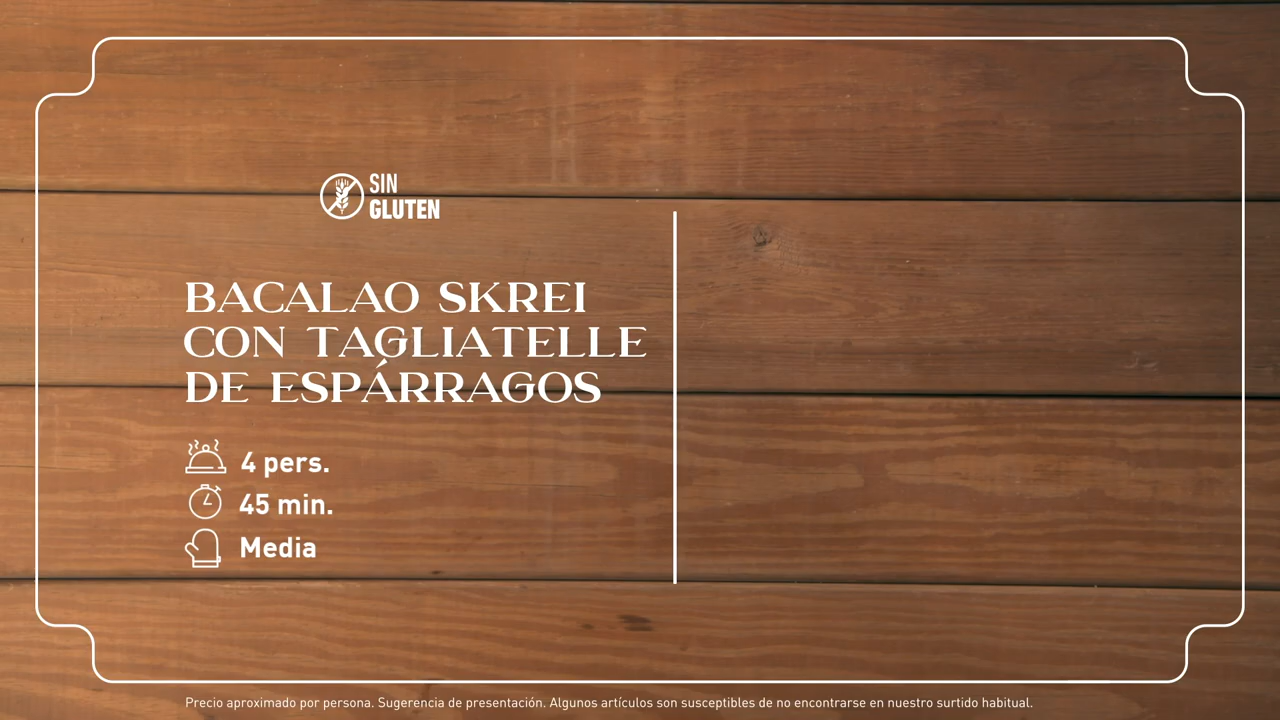 SIN
GLUTEN
BACALAO SKREI
CON TAGLIATELLE
DE ESPÁRRAGOS
4 pers.
45 min.
Media
Precio aproximado por persona. Sugerencia de presentación. Algunos artículos son susceptibles de no encontrarse en nuestro surtido habitual.